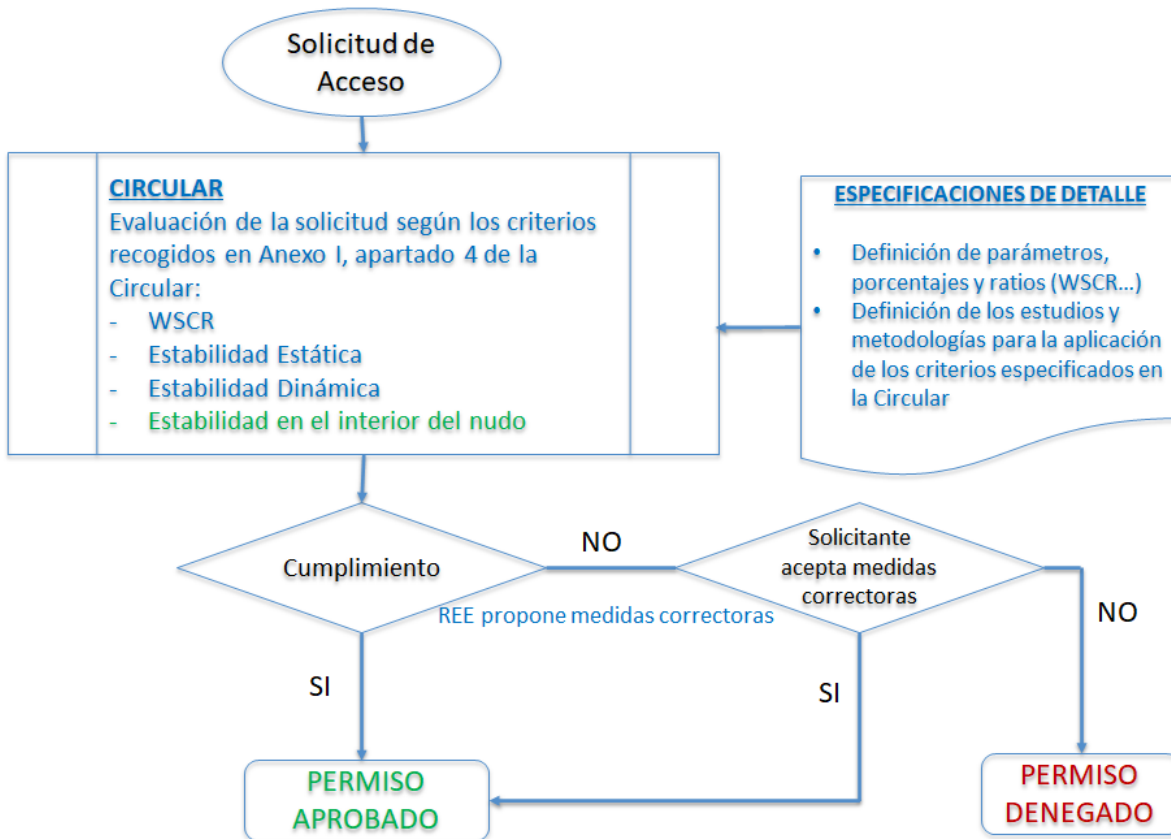 Solicitud de
Acceso
CIRCULAR
Evaluación de la solicitud según los criterios
recogidos en Anexo I, apartado 4 de la
Circular:
- WSCR
- Estabilidad Estática
- Estabilidad Dinámica
- Estabilidad en el interior del nudo
ESPECIFICACIONES DE DETALLE
• Definición de parámetros,
porcentajes y ratios (WSCR...)
• Definición de los estudios y
metodologías para la aplicación
de los criterios especificados en
la Circular
Cumplimiento
NO
REE propone medidas correctoras
Solicitante
acepta medidas
correctoras
NO
SI
SI
PERMISO
APROBADO
PERMISO
DENEGADO